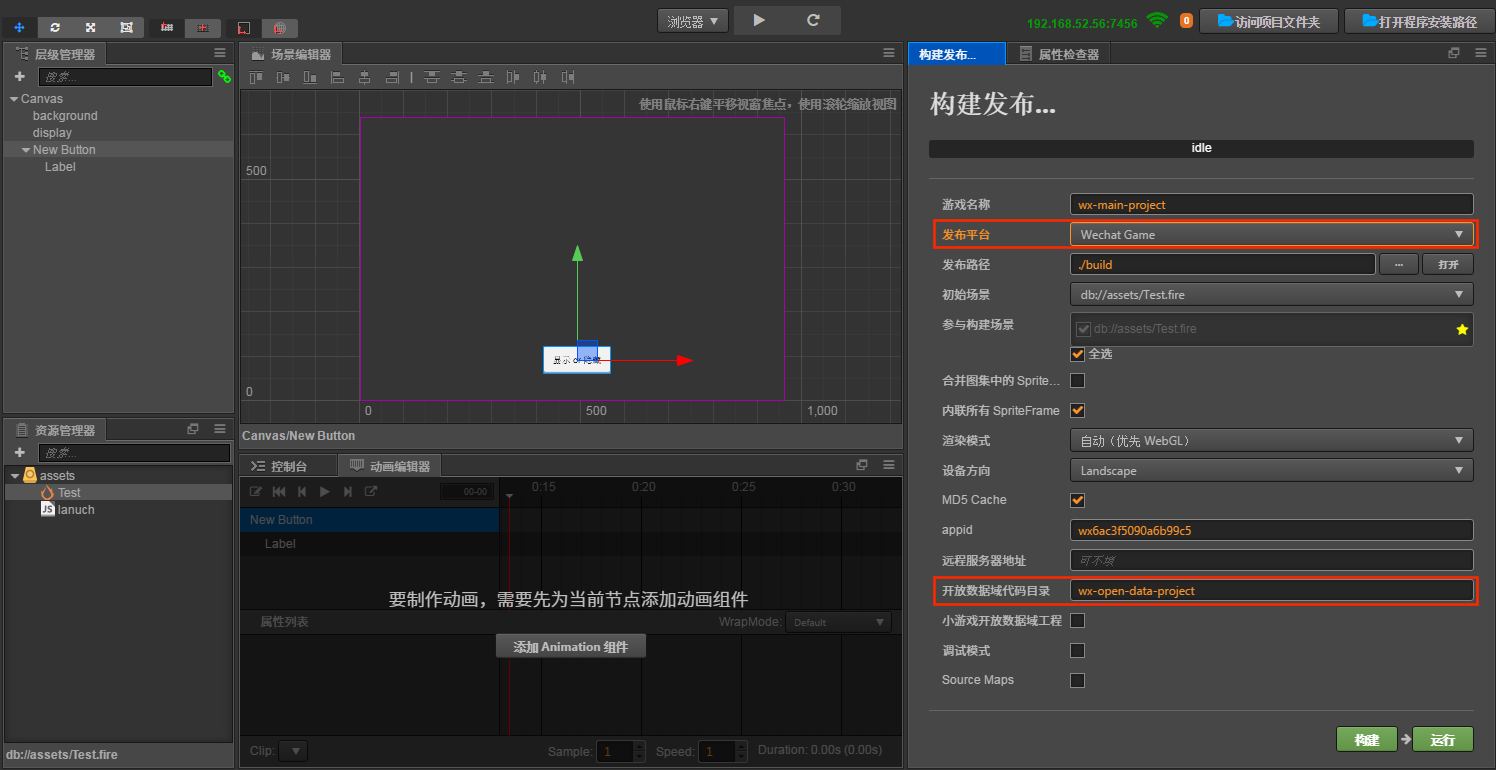 浏览器
192.168.52.56:7456
0
访问项目文件夹
打开程序安装路径
层级管理器
搜索...
Canvas
background
display
New Button
Label
场景编辑器
使用鼠标右键平移视窗焦点，使用滚轮缩放视图
500
0
0
500
1,000
显示 or 隐藏
Canvas/New Button
资源管理器
搜索...
assets
Test
JS lanuch
db://assets/Test.fire
控制台
动画编辑器
00-00
0:15
0:20
0:25
0:30
New Button
Label
要制作动画，需要先为当前节点添加动画组件
属性列表
WrapMode:
Default
添加 Animation 组件
Clip:
Sample: 1
Speed: 1
Duration: 0.00s (0.00s)
构建发布...
属性检查器
构建发布...
idle
游戏名称
wx-main-project
发布平台
Wechat Game
发布路径
./build
...
打开
初始场景
db://assets/Test.fire
参与构建场景
db://assets/Test.fire
全选
合并图集中的 Sprite...
内联所有 SpriteFrame
渲染模式
自动（优先 WebGL）
设备方向
Landscape
MD5 Cache
appid
wx6ac3f5090a6b99c5
远程服务器地址
可不填
开放数据域代码目录
wx-open-data-project
小游戏开放数据域工程
调试模式
Source Maps
构建
运行